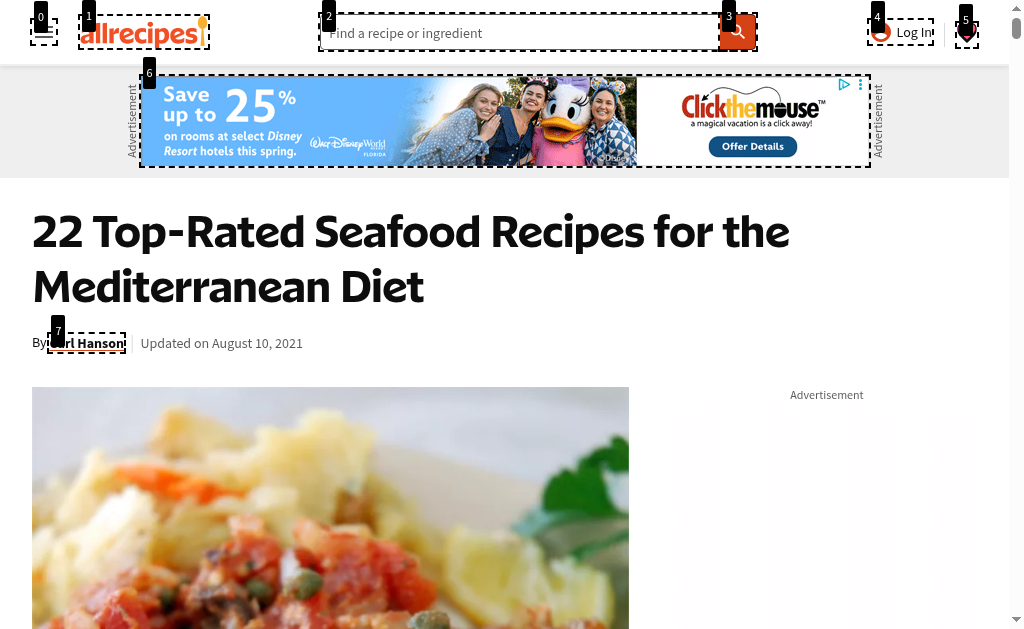 0
1
2
3
4
5
allrecipes
Find a recipe or ingredient
Log In
6
Advertisement
Save
up to 25%
on rooms at select Disney
Resort hotels this spring.
Walt Disney World
FLORIDA
©Disney
Clickthemouse™
a magical vacation is a click away!
Offer Details
Advertisement
22 Top-Rated Seafood Recipes for the
Mediterranean Diet
7
By Carl Hanson
Updated on August 10, 2021
Advertisement